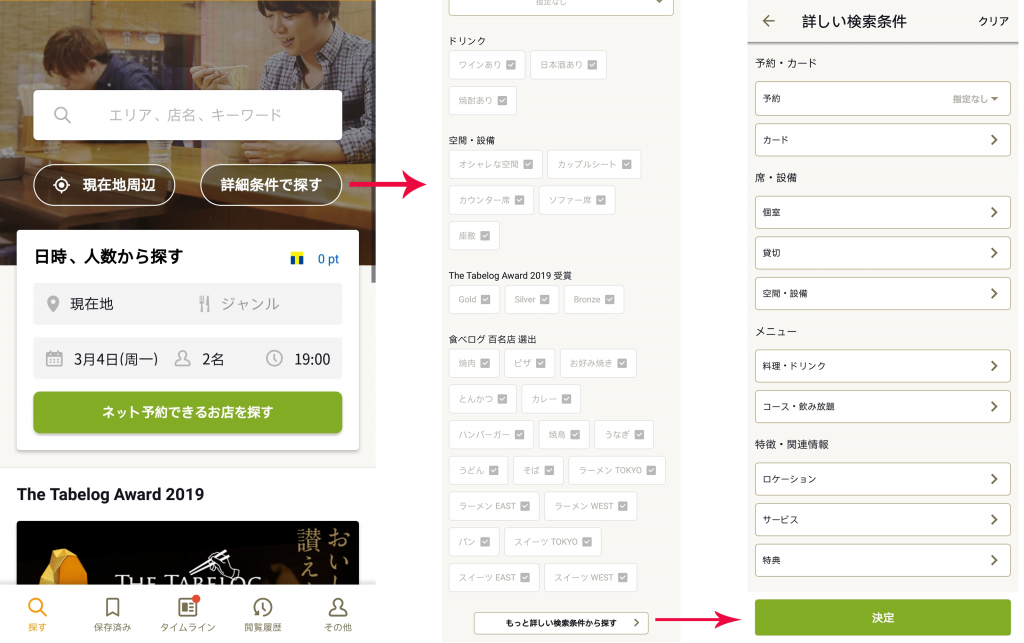 エリア、店名、キーワード
現在地周辺
詳細条件で探す
日時、人数から探す
0 pt
現在地
ジャンル
3月4日(周一)
2名
19:00
ネット予約できるお店を探す
The Tabelog Award 2019
おいし
讃え
THE TABELOG
探す
保存済み
タイムライン
閲覧履歴
その他
指定なし
ドリンク
ワインあり
日本酒あり
焼酎あり
空間・設備
オシャレな空間
カップルシート
カウンター席
ソファー席
座敷
The Tabelog Award 2019 受賞
Gold
Silver
Bronze
食べログ 百名店 選出
焼肉
ピザ
お好み焼き
とんかつ
カレー
ハンバーガー
焼鳥
うなぎ
うどん
そば
ラーメン TOKYO
ラーメン EAST
ラーメン WEST
パン
スイーツ TOKYO
スイーツ EAST
スイーツ WEST
もっと詳しい検索条件から探す
詳しい検索条件
クリア
予約・カード
予約
指定なし
カード
席・設備
個室
貸切
空間・設備
メニュー
料理・ドリンク
コース・飲み放題
特徴・関連情報
ロケーション
サービス
特典
決定